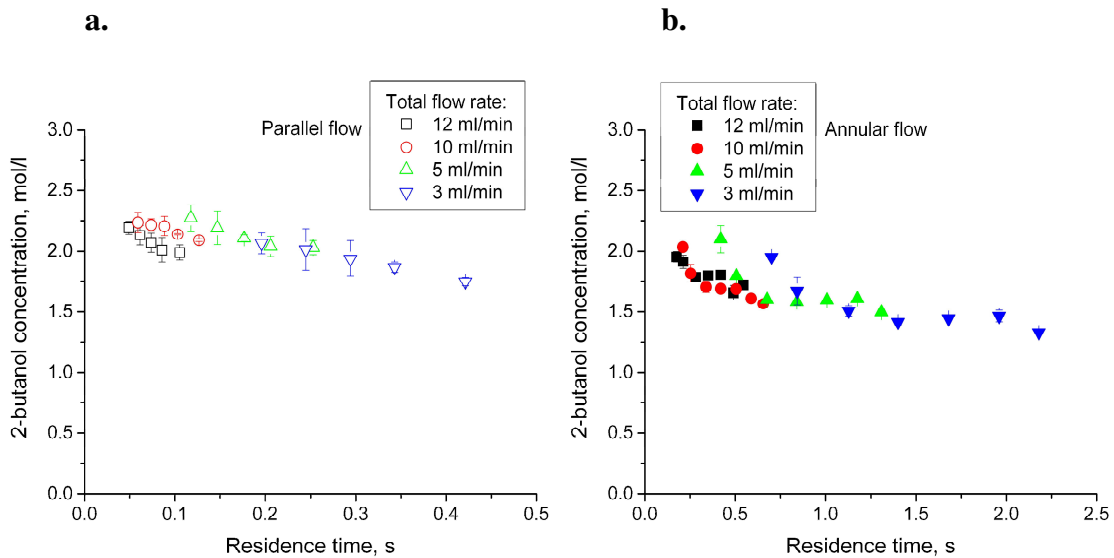 a.
b.
Total flow rate:
12 ml/min
10 ml/min
5 ml/min
3 ml/min
Parallel flow
3.0
2.5
2.0
1.5
1.0
0.5
0.0
2-butanol concentration, mol/l
0.0 0.1 0.2 0.3 0.4 0.5
Residence time, s
Total flow rate:
12 ml/min
10 ml/min
5 ml/min
3 ml/min
Annular flow
3.0
2.5
2.0
1.5
1.0
0.5
0.0
2-butanol concentration, mol/l
0.0 0.5 1.0 1.5 2.0 2.5
Residence time, s